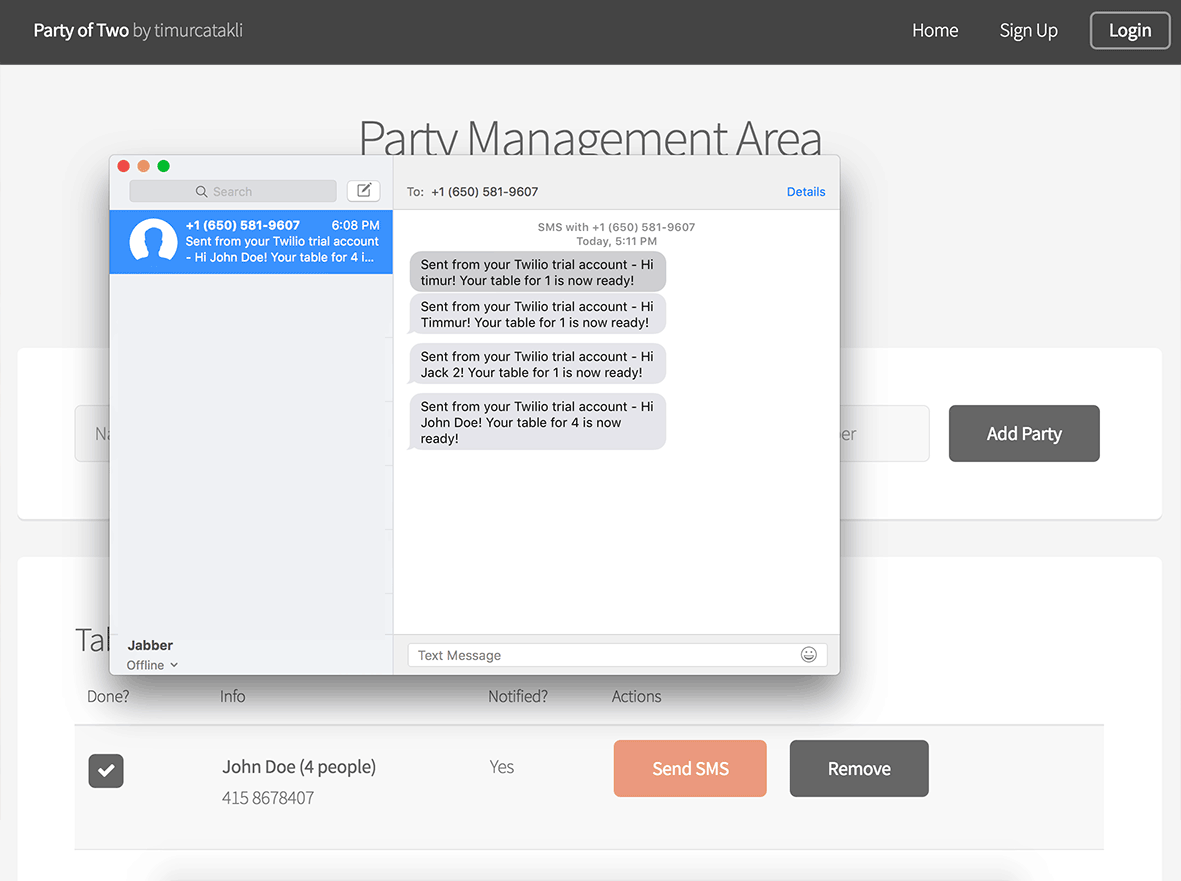 Party of Two by timurcatakli
Home
Sign Up
Login
Party Management Area
Search
To: +1 (650) 581-9607
Details
+1 (650) 581-9607 6:08 PM
Sent from your Twilio trial account
- Hi John Doe! Your table for 4 i...
SMS with +1 (650) 581-9607
Today, 5:11 PM
Sent from your Twilio trial account - Hi
timur! Your table for 1 is now ready!
Sent from your Twilio trial account - Hi
Timmur! Your table for 1 is now ready!
Sent from your Twilio trial account - Hi
Jack 2! Your table for 1 is now ready!
Sent from your Twilio trial account - Hi
John Doe! Your table for 4 is now
ready!
Add Party
Jabber
Offline
Text Message
Done?
Info
Notified?
Actions
John Doe (4 people)
415 8678407
Yes
Send SMS
Remove